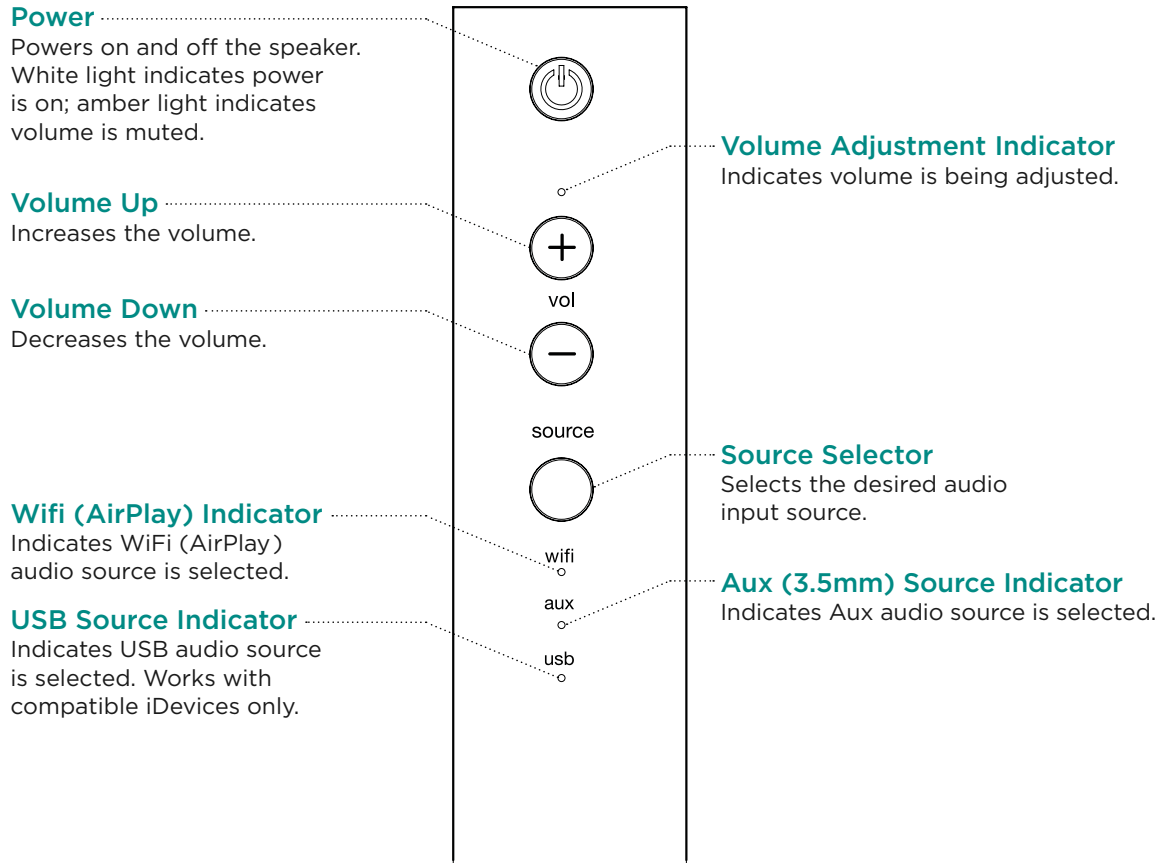 Power
Powers on and off the speaker.
White light indicates power
is on; amber light indicates
volume is muted.
Volume Up
Increases the volume.
Volume Down
Decreases the volume.
Wifi (AirPlay) Indicator
Indicates WiFi (AirPlay)
audio source is selected.
USB Source Indicator
Indicates USB audio source
is selected. Works with
compatible iDevices only.
vol
source
wifi
aux
usb
Volume Adjustment Indicator
Indicates volume is being adjusted.
Source Selector
Selects the desired audio
input source.
Aux (3.5mm) Source Indicator
Indicates Aux audio source is selected.